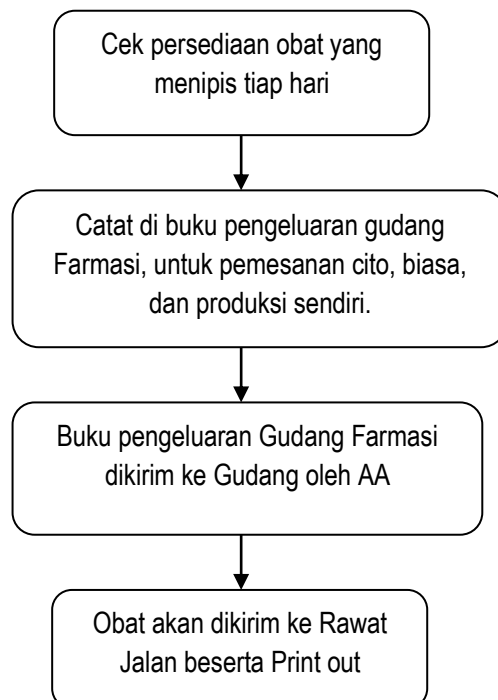 Cek persediaan obat yang
menipis tiap hari
Catat di buku pengeluaran gudang
Farmasi, untuk pemesanan cito, biasa,
dan produksi sendiri.
Buku pengeluaran Gudang Farmasi
dikirim ke Gudang oleh AA
Obat akan dikirim ke Rawat
Jalan beserta Print out